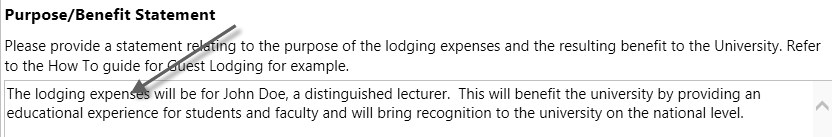 Purpose/Benefit Statement
Please provide a statement relating to the purpose of the lodging expenses and the resulting benefit to the University. Refer
to the How To guide for Guest Lodging for example.
The lodging expenses will be for John Doe, a distinguished lecturer.  This will benefit the university by providing an
educational experience for students and faculty and will bring recognition to the university on the national level.